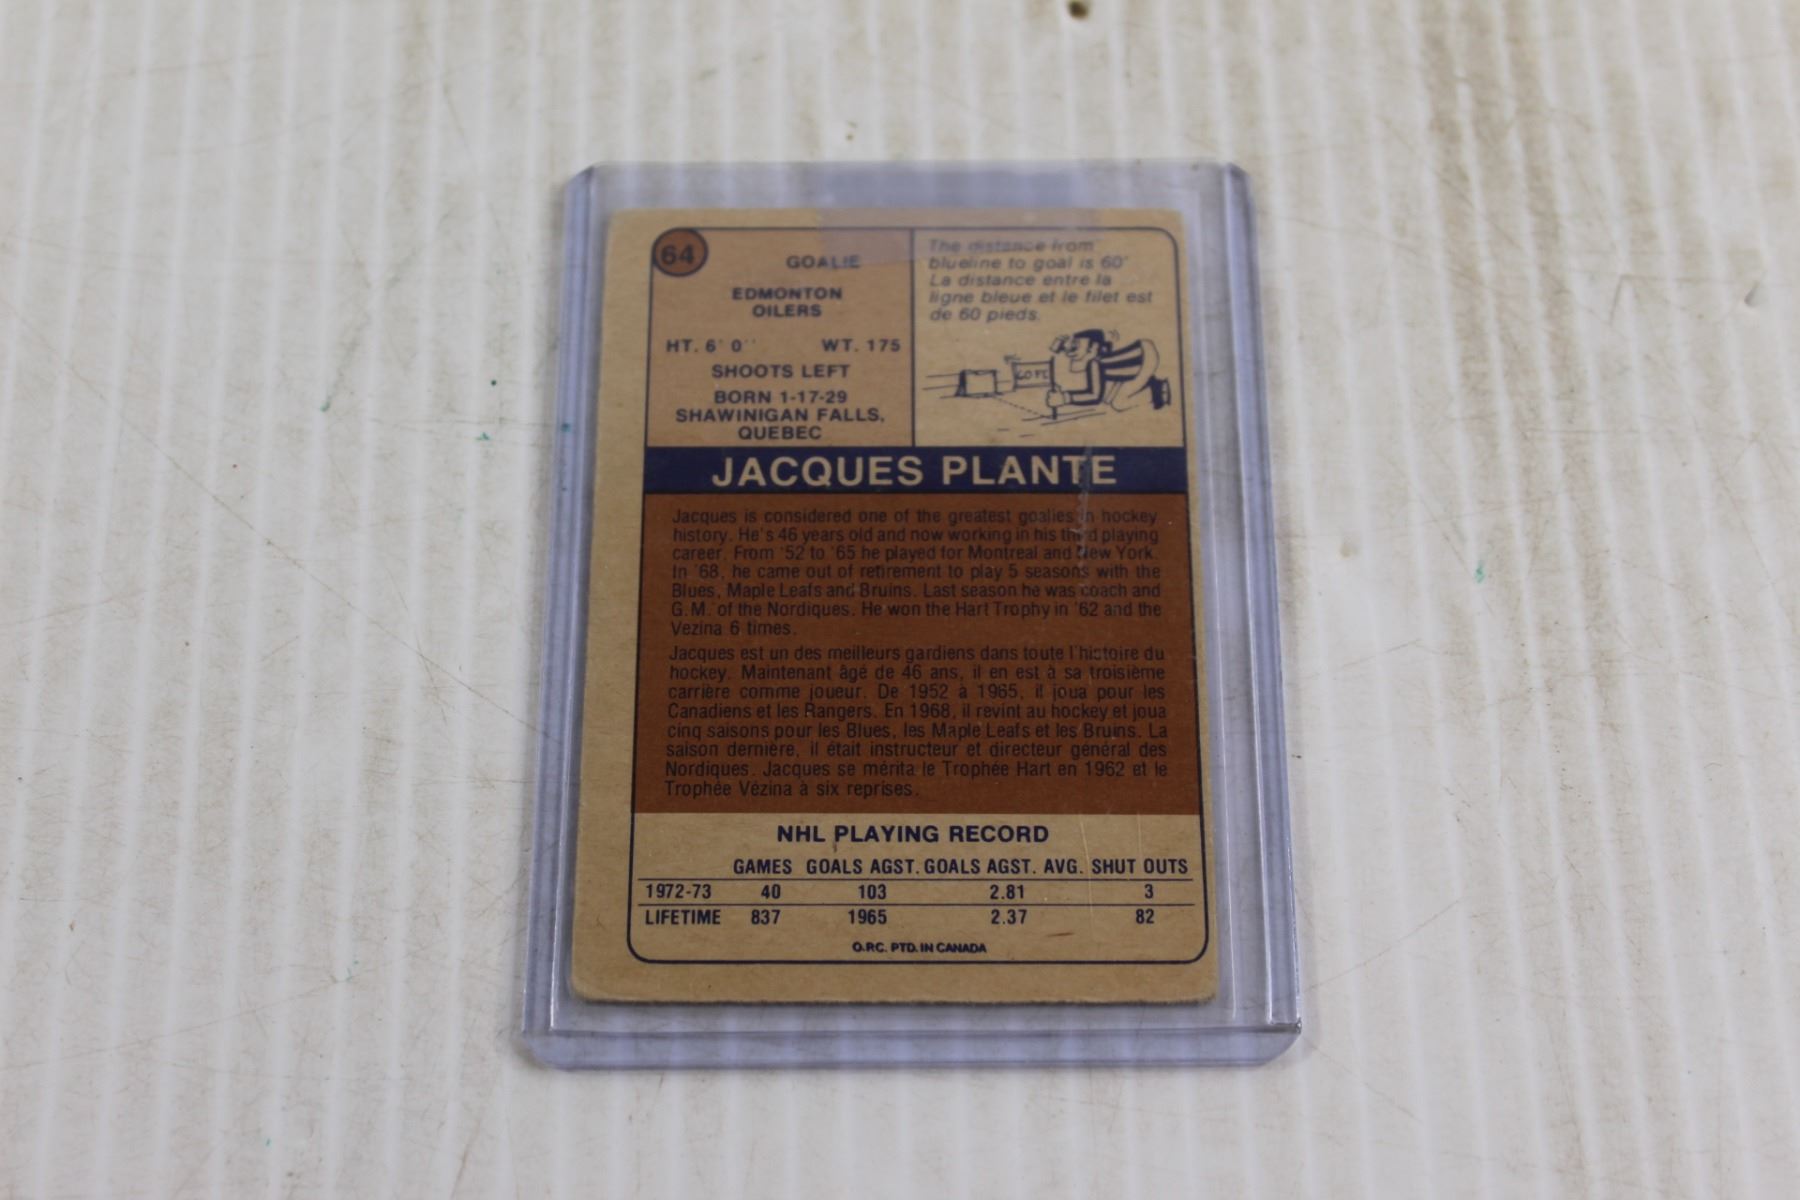 64
GOALIE
EDMONTON
OILERS
HT. 6' 0'' WT. 175
SHOOTS LEFT
BORN 1-17-29
SHAWINIGAN FALLS,
QUEBEC
The distance from
blueline to goal is 60'
La distance entre la
ligne bleue et le filet est
de 60 pieds.
60 FT.
JACQUES PLANTE
Jacques is considered one of the greatest goalies in hockey
history. He's 46 years old and now working in his third playing
career. From '52 to '65 he played for Montreal and New York.
In '68, he came out of retirement to play 5 seasons with the
Blues, Maple Leafs and Bruins. Last season he was coach and
G.M. of the Nordiques. He won the Hart Trophy in '62 and the
Vezina 6 times.
Jacques est un des meilleurs gardiens dans toute l'histoire du
hockey. Maintenant âgé de 46 ans, il en est à sa troisième
carrière comme joueur. De 1952 à 1965, il joua pour les
Canadiens et les Rangers. En 1968, il revint au hockey et joua
cinq saisons pour les Blues, les Maple Leafs et les Bruins. La
saison dernière, il était instructeur et directeur général des
Nordiques. Jacques se mérita le Trophée Hart en 1962 et le
Trophée Vézina à six reprises.
NHL PLAYING RECORD
GAMES GOALS AGST. GOALS AGST. AVG. SHUT OUTS
1972-73 40 103 2.81 3
LIFETIME 837 1965 2.37 82
O.P.C. PTD. IN CANADA